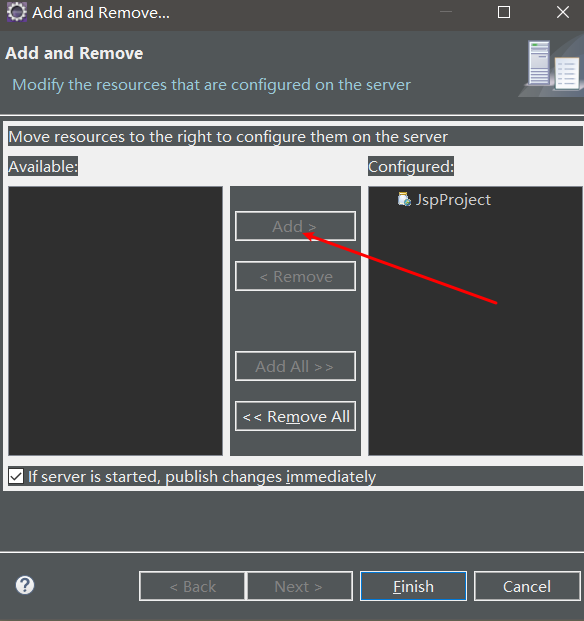 Add and Remove...
Add and Remove
Modify the resources that are configured on the server
Move resources to the right to configure them on the server
Available:
Configured:
JspProject
Add >
< Remove
Add All >>
<< Remove All
If server is started, publish changes immediately
?
< Back
Next >
Finish
Cancel